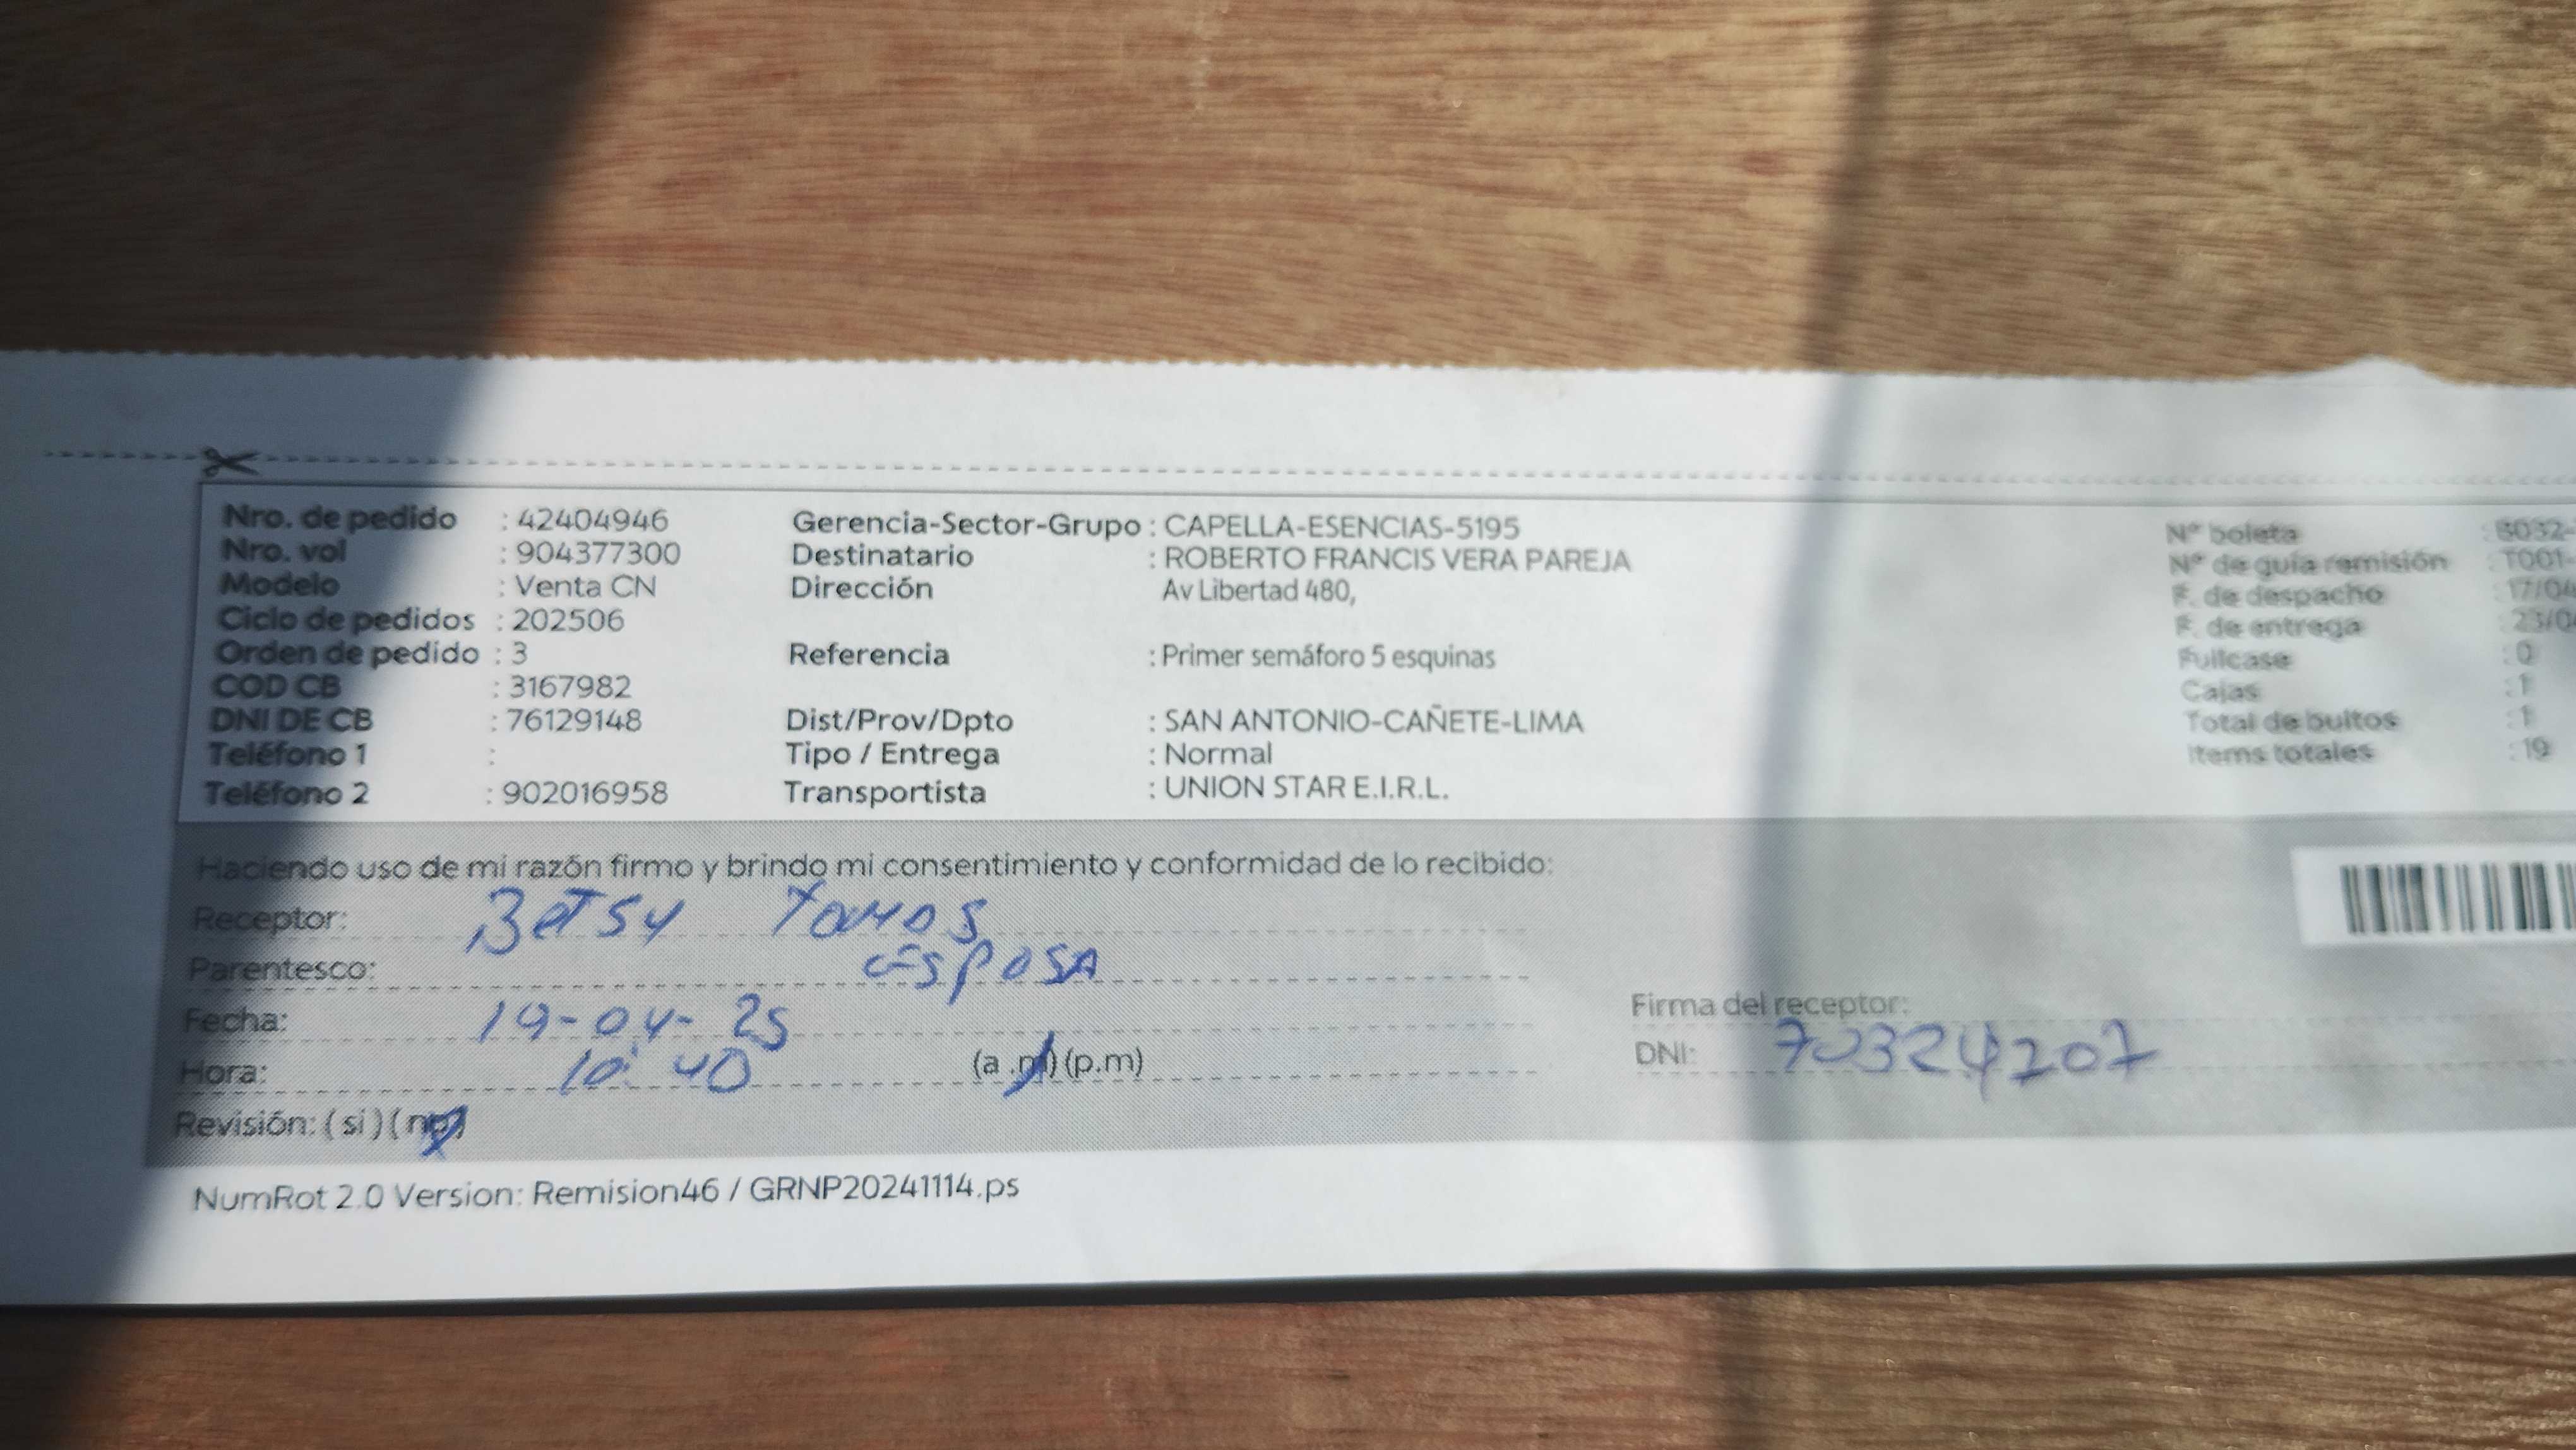 Nro. de pedido : 42404946 Gerencia-Sector-Grupo : CAPELLA-ESENCIAS-5195 N° boleta : B032-
Nro. vol : 904377300 Destinatario : ROBERTO FRANCIS VERA PAREJA N° de guía remisión : T001-
Modelo : Venta CN Dirección Av Libertad 480, F. de despacho : 17/04
Ciclo de pedidos : 202506 F. de entrega : 23/0
Orden de pedido : 3 Referencia : Primer semáforo 5 esquinas Fullcase : 0
COD CB : 3167982 Cajas : 1
DNI DE CB : 76129148 Dist/Prov/Dpto : SAN ANTONIO-CAÑETE-LIMA Total de bultos : 1
Teléfono 1 : Tipo / Entrega : Normal Items totales : 19
Teléfono 2 : 902016958 Transportista : UNION STAR E.I.R.L.
Haciendo uso de mi razón firmo y brindo mi consentimiento y conformidad de lo recibido:
Receptor: Betsy
Parentesco: Esposa
Fecha: 19-04-25 Firma del receptor:
Hora: 10:40 (a .m) (p.m) DNI: 70324207
Revisión: ( si ) ( no )
NumRot 2.0 Version: Remision46 / GRNP20241114.ps